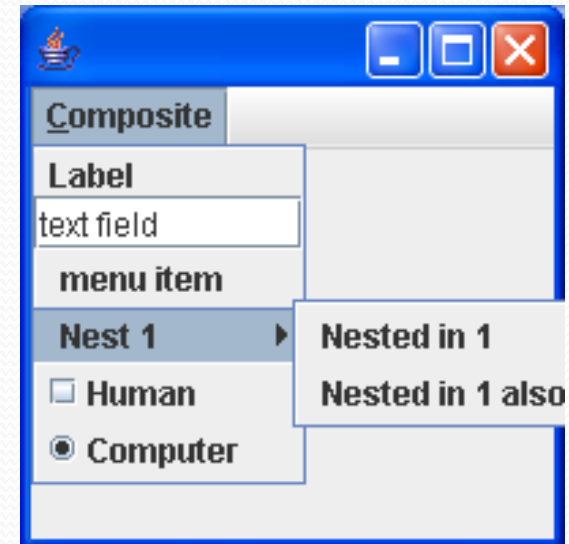 Composite
Label
text field
menu item
Nest 1
Nested in 1
Human
Nested in 1 also
Computer